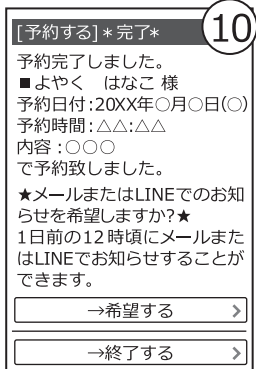 [予約する]＊完了＊
⑩
予約完了しました。
■よやく　はなこ 様
予約日付:20XX年○月○日(○)
予約時間:△△:△△
内容:○○○
で予約致しました。
★メールまたはLINEでのお知
らせを希望しますか?★
1日前の12時頃にメールまた
はLINEでお知らせすることが
できます。
→希望する　>
→終了する　>